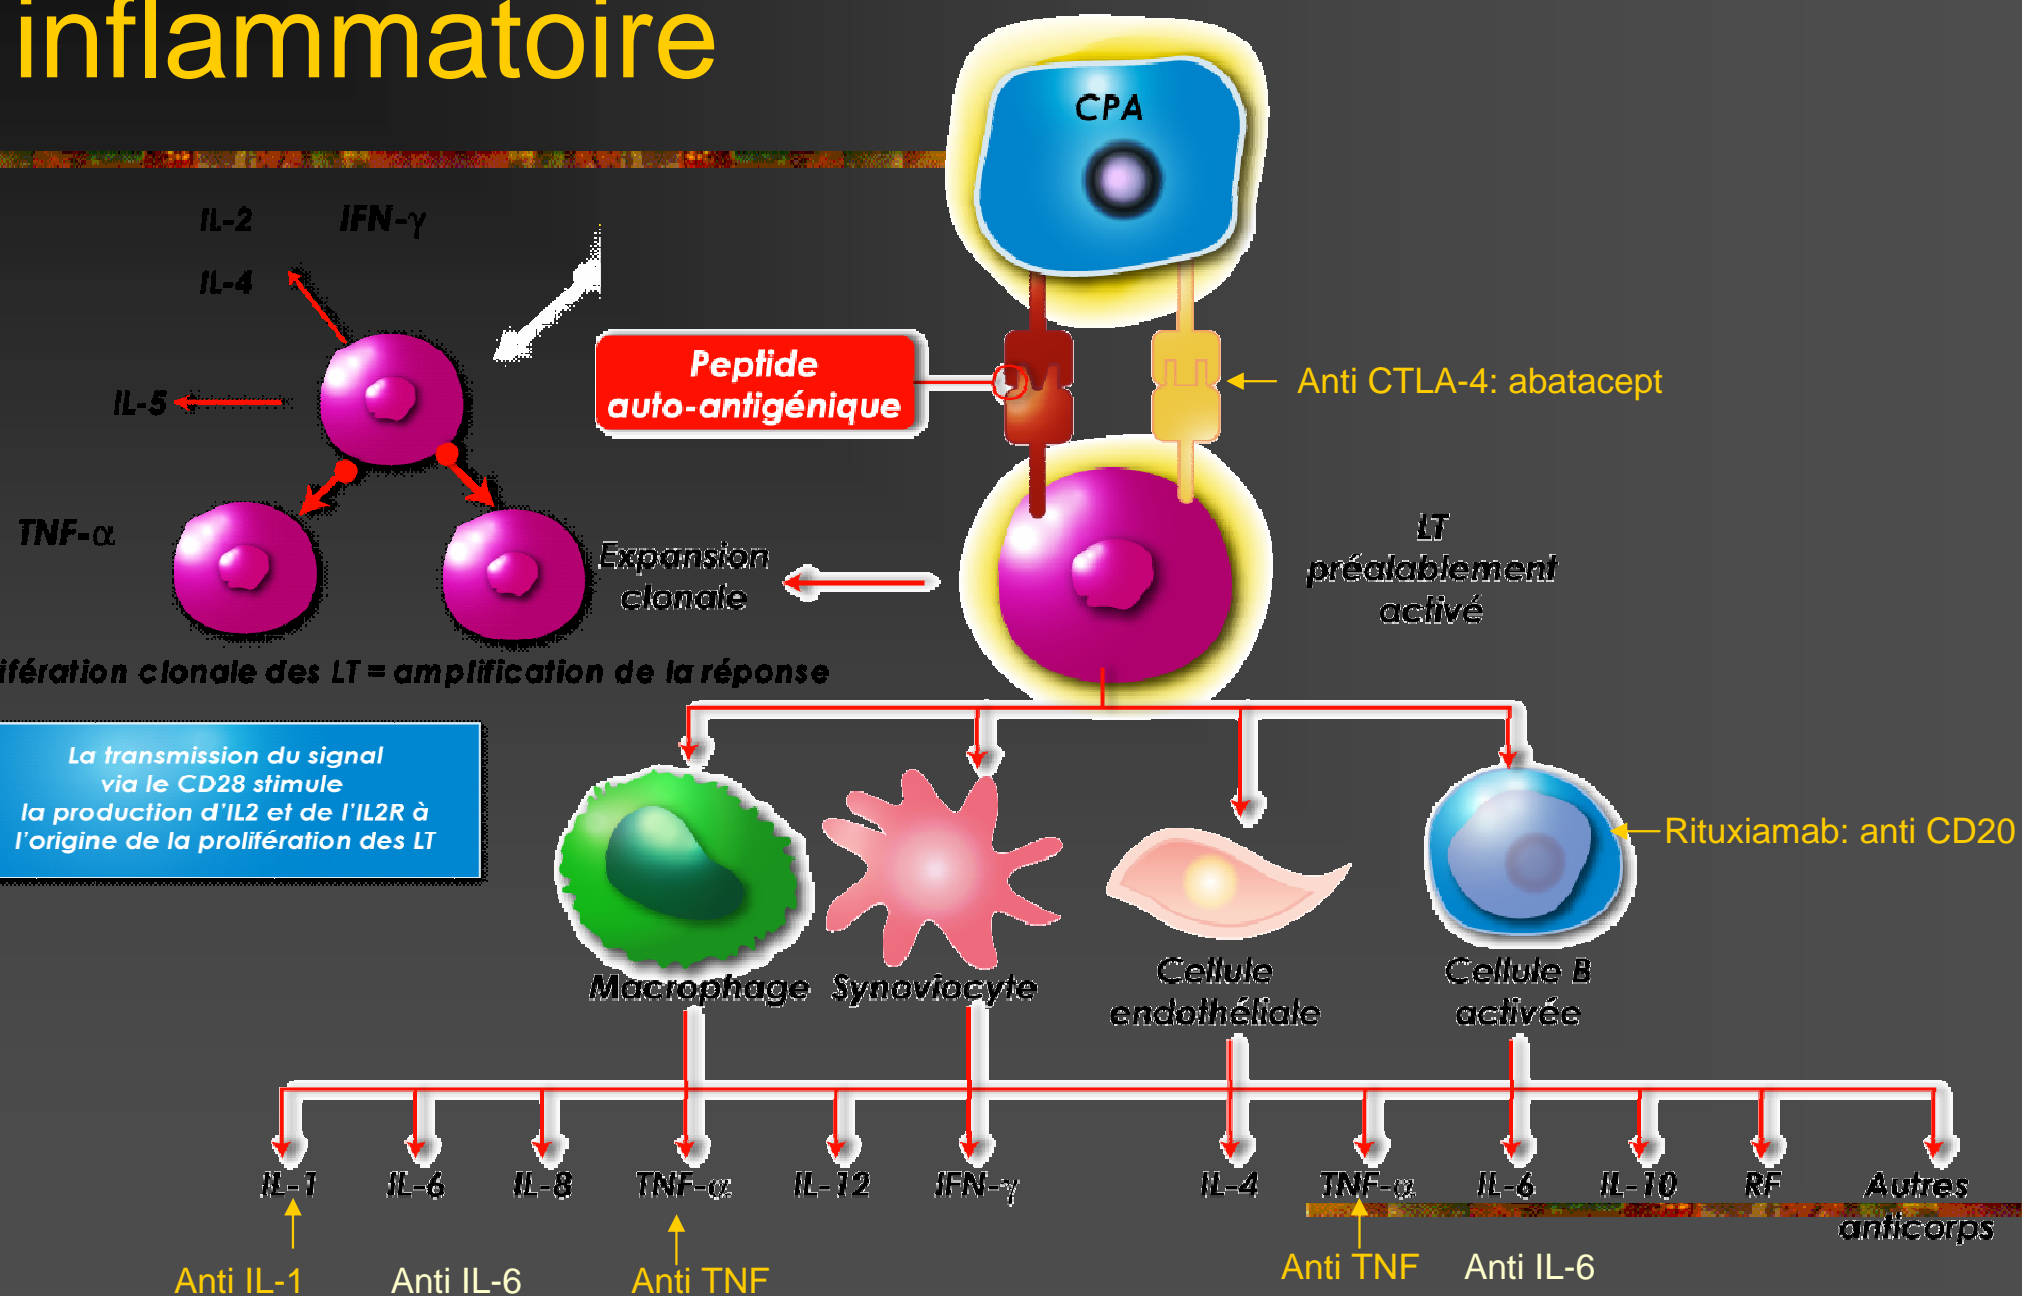 inflammatoire
CPA
IL-2 IFN-γ
IL-4
IL-5
TNF-α
Peptide
auto-antigénique
Anti CTLA-4: abatacept
LT
préalablement
activé
Expansion
clonale
ifération clonale des LT = amplification de la réponse
La transmission du signal
via le CD28 stimule
la production d'IL2 et de l'IL2R à
l'origine de la prolifération des LT
Rituxiamab: anti CD20
Macrophage
Synoviocyte
Cellule
endothéliale
Cellule B
activée
IL-1 IL-6 IL-8 TNF-α IL-12 IFN-γ IL-4 TNF-α IL-6 IL-10 RF Autres
anticorps
Anti IL-1 Anti IL-6 Anti TNF Anti TNF Anti IL-6